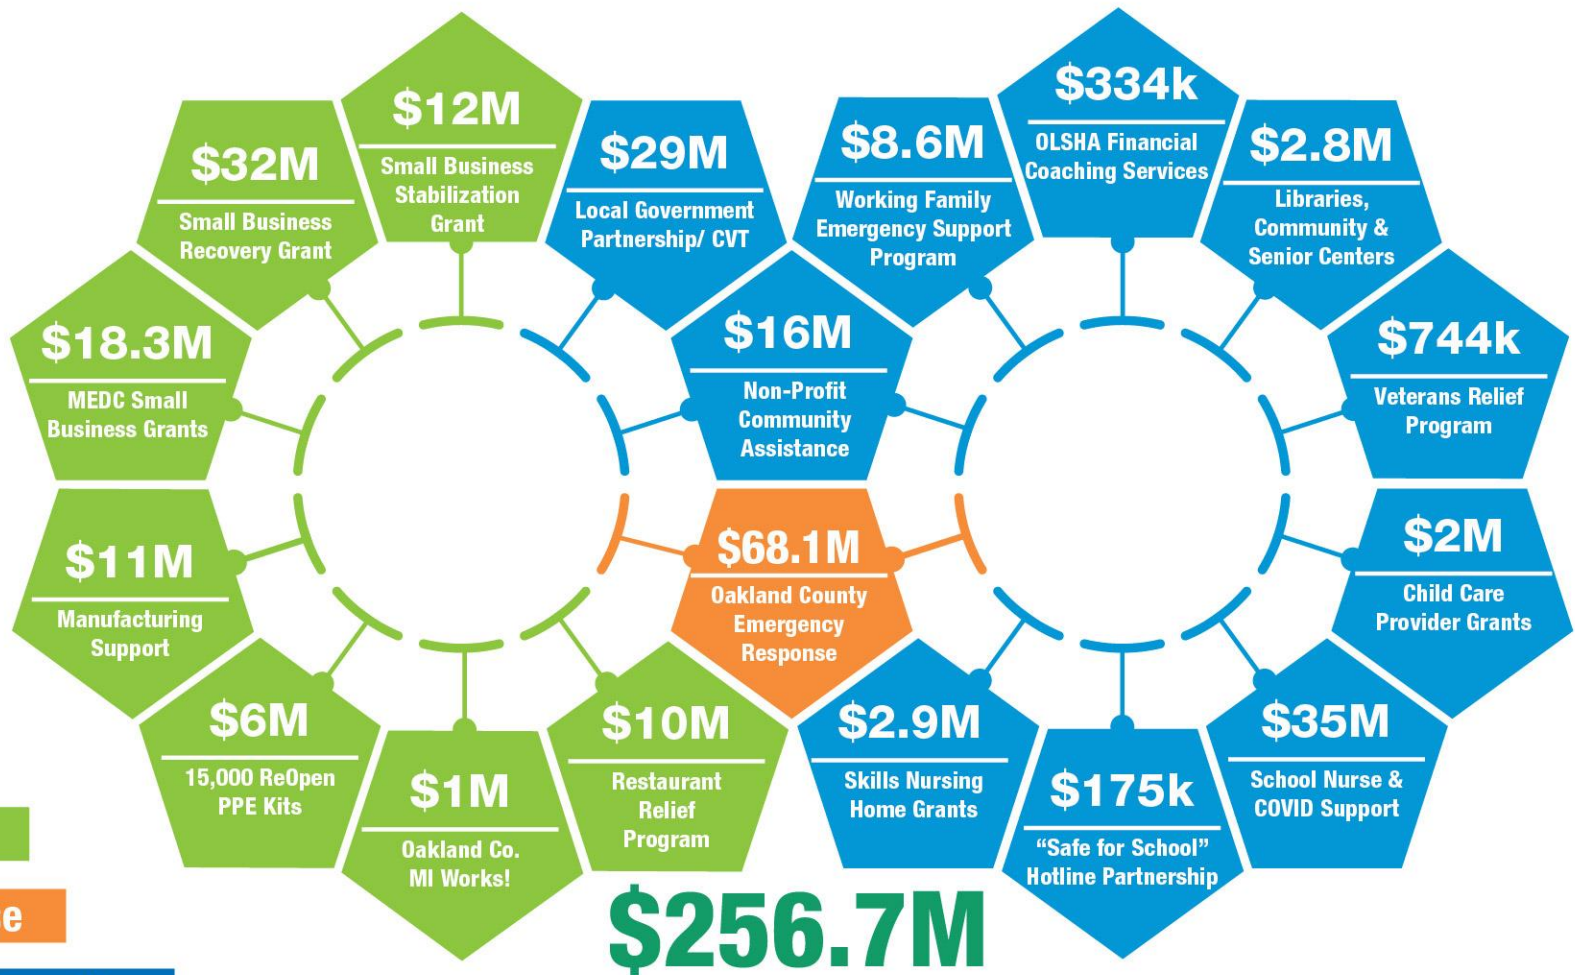 $12M
Small Business
Stabilization
Grant
$32M
Small Business
Recovery Grant
$29M
Local Government
Partnership/ CVT
$18.3M
MEDC Small
Business Grants
$16M
Non-Profit
Community
Assistance
$11M
Manufacturing
Support
$68.1M
Oakland County
Emergency
Response
$6M
15,000 ReOpen
PPE Kits
$1M
Oakland Co.
MI Works!
$10M
Restaurant
Relief
Program
$8.6M
Working Family
Emergency Support
Program
$334k
OLSHA Financial
Coaching Services
$2.8M
Libraries,
Community &
Senior Centers
$744k
Veterans Relief
Program
$2M
Child Care
Provider Grants
$2.9M
Skills Nursing
Home Grants
$175k
“Safe for School”
Hotline Partnership
$35M
School Nurse &
COVID Support
$256.7M